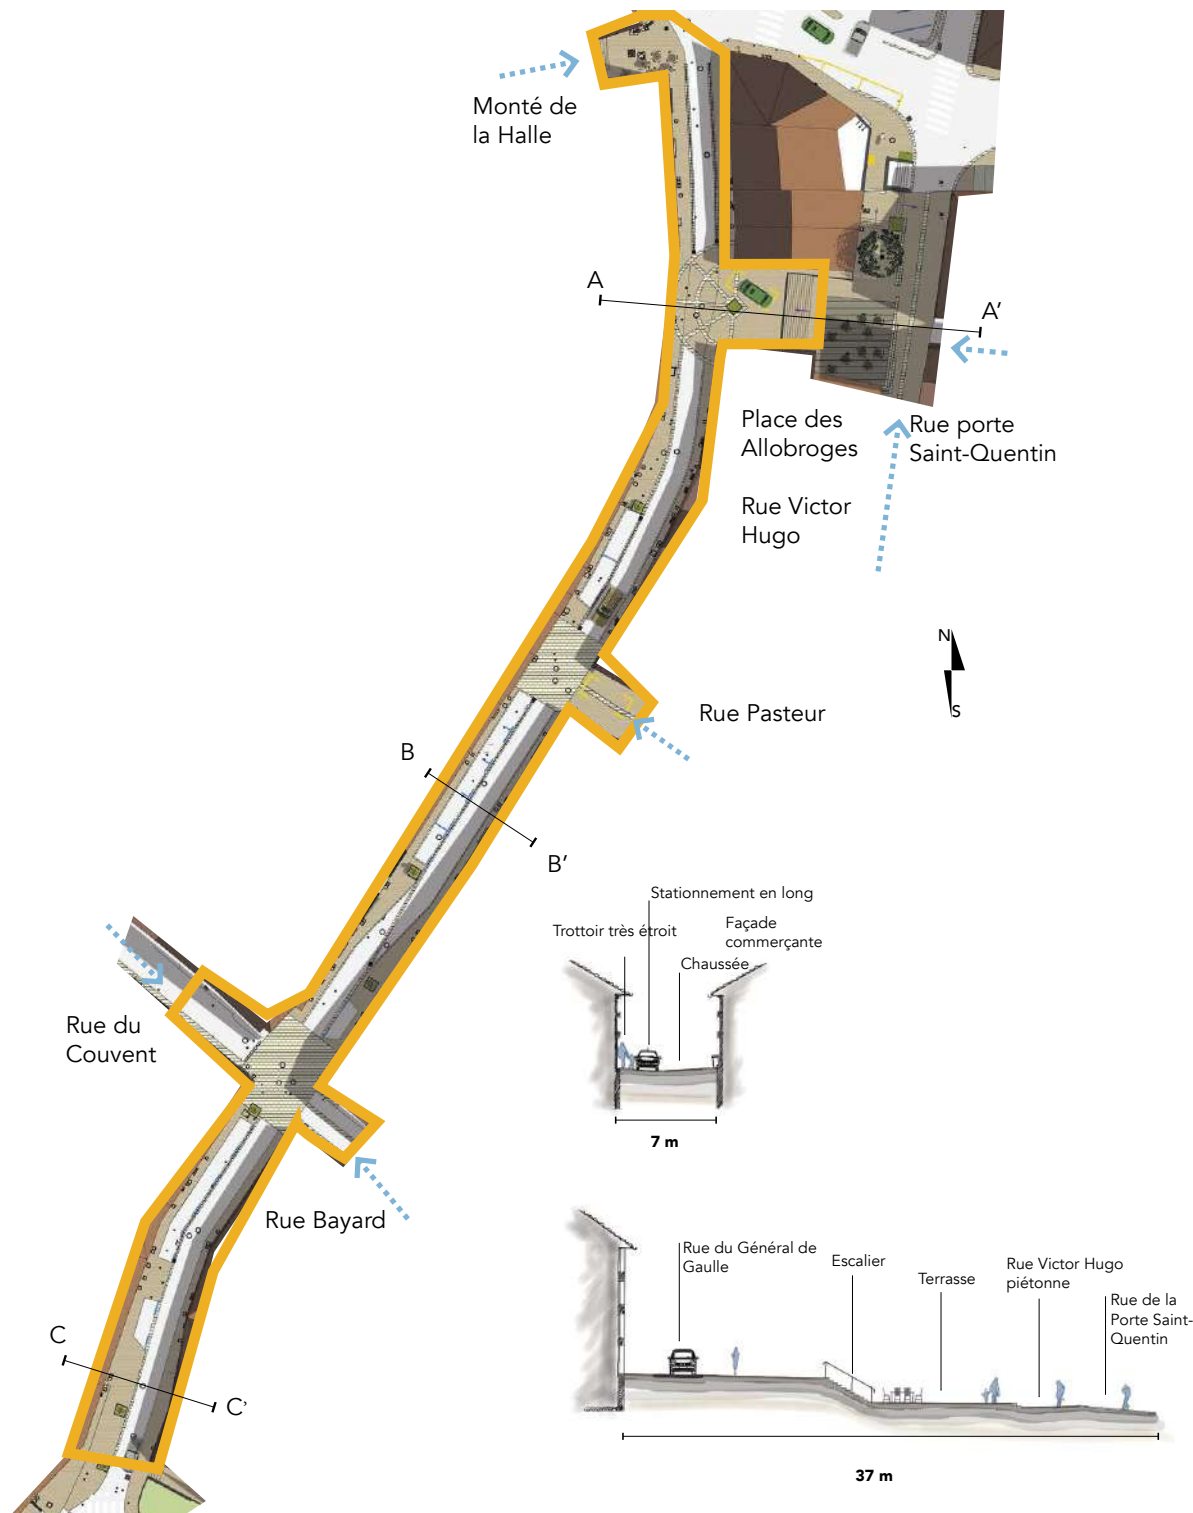 Monté de
la Halle
A
A’
Place des
Allobroges
Rue porte
Saint-Quentin
Rue Victor
Hugo
N
S
Rue Pasteur
B
B’
Stationnement en long
Trottoir très étroit
Façade
commerçante
Chaussée
Rue du
Couvent
7 m
Rue Bayard
Rue du Général de
Gaulle
Escalier
Terrasse
Rue Victor Hugo
piétonne
Rue de la
Porte Saint-
Quentin
C
C’
37 m